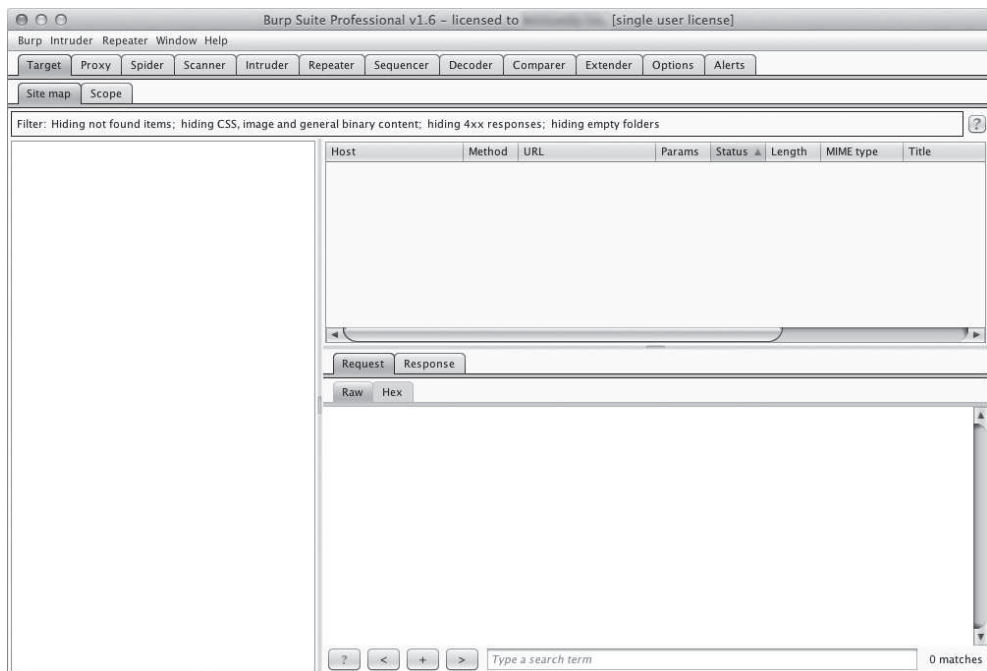 Burp Suite Professional v1.6 – licensed to [single user license]
Burp Intruder Repeater Window Help
Target Proxy Spider Scanner Intruder Repeater Sequencer Decoder Comparer Extender Options Alerts
Site map Scope
Filter: Hiding not found items; hiding CSS, image and general binary content; hiding 4xx responses; hiding empty folders ?
Host Method URL Params Status Length MIME type Title
Request Response
Raw Hex
? < + > Type a search term 0 matches